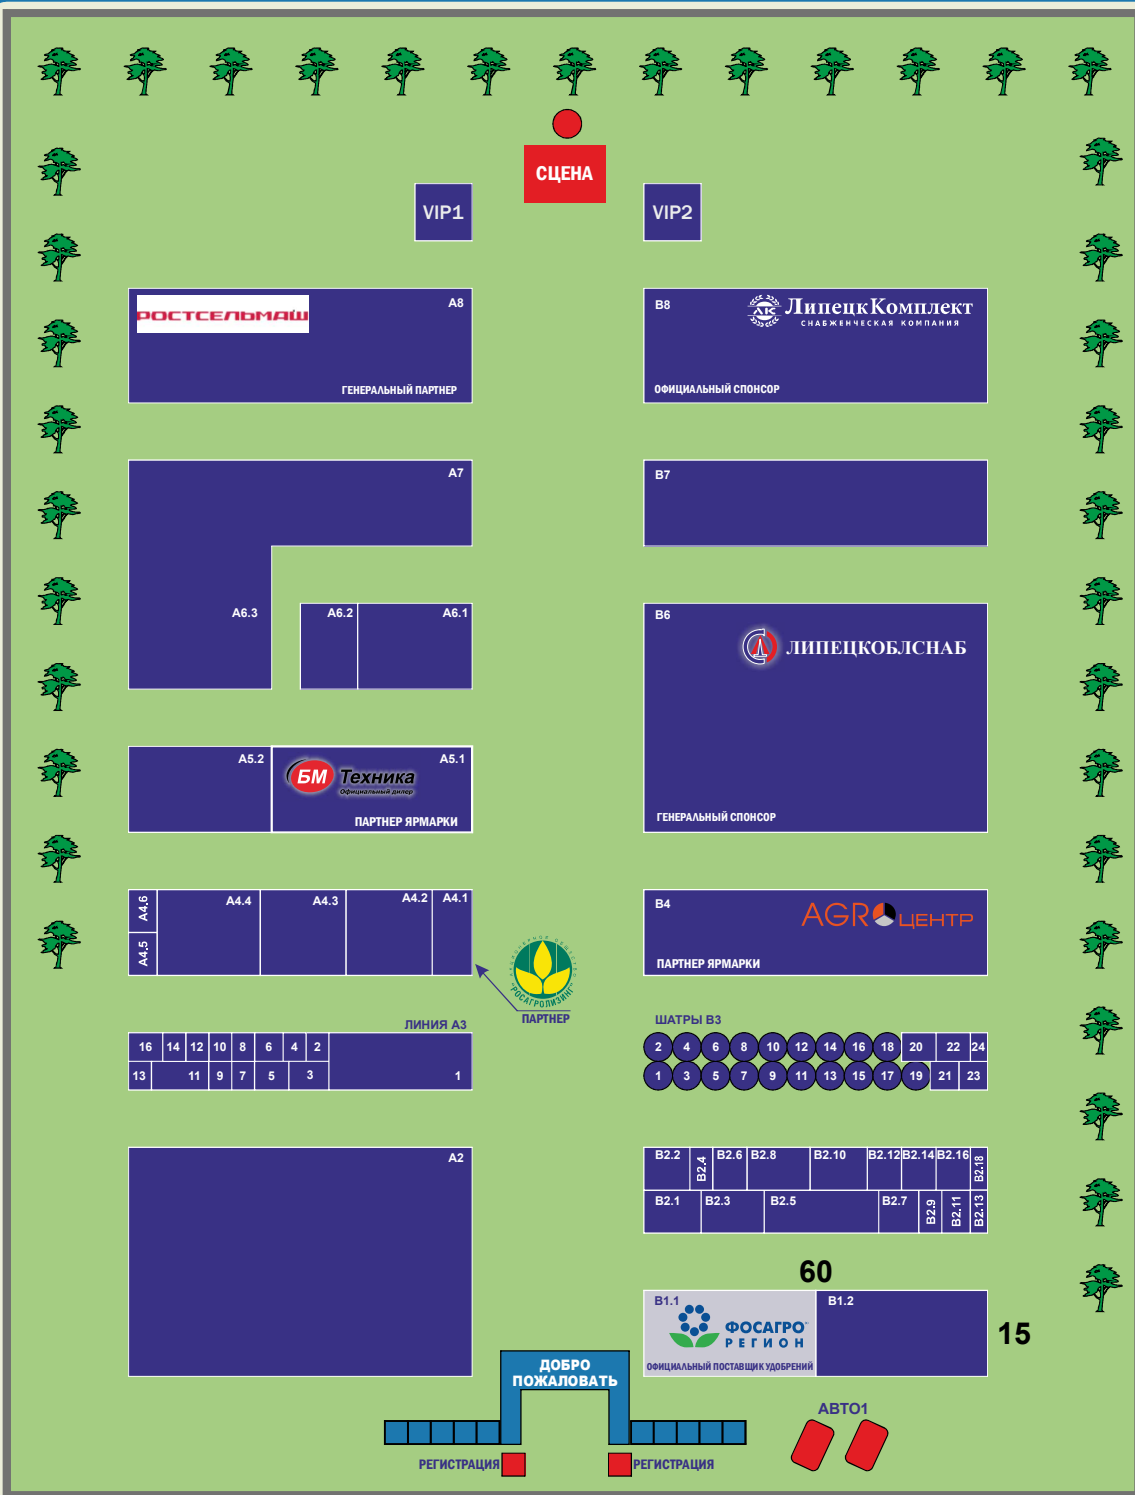 СЦЕНА
VIP1
VIP2
РОСТСЕЛЬМАШ
A8
ГЕНЕРАЛЬНЫЙ ПАРТНЕР
B8
ЛК
ЛипецкКомплект
СНАБЖЕНЧЕСКАЯ КОМПАНИЯ
ОФИЦИАЛЬНЫЙ СПОНСОР
A7
B7
A6.3
A6.2
A6.1
B6
ЛИПЕЦКОБЛСНАБ
ГЕНЕРАЛЬНЫЙ СПОНСОР
A5.2
БМ Техника
Официальный дилер
A5.1
ПАРТНЕР ЯРМАРКИ
A4.6
A4.5
A4.4
A4.3
A4.2
A4.1
РОСАГРОЛИЗИНГ
ПАРТНЕР
B4
AGRO ЦЕНТР
ПАРТНЕР ЯРМАРКИ
ЛИНИЯ А3
16 14 12 10 8 6 4 2
13 11 9 7 5 3 1
ШАТРЫ В3
2 4 6 8 10 12 14 16 18 20 22 24
1 3 5 7 9 11 13 15 17 19 21 23
A2
B2.2 B2.4 B2.6 B2.8 B2.10 B2.12 B2.14 B2.16 B2.18
B2.1 B2.3 B2.5 B2.7 B2.9 B2.11 B2.13
60
B1.1
ФОСАГРО
РЕГИОН
ОФИЦИАЛЬНЫЙ ПОСТАВЩИК УДОБРЕНИЙ
B1.2
15
ДОБРО
ПОЖАЛОВАТЬ
АВТО1
РЕГИСТРАЦИЯ
РЕГИСТРАЦИЯ